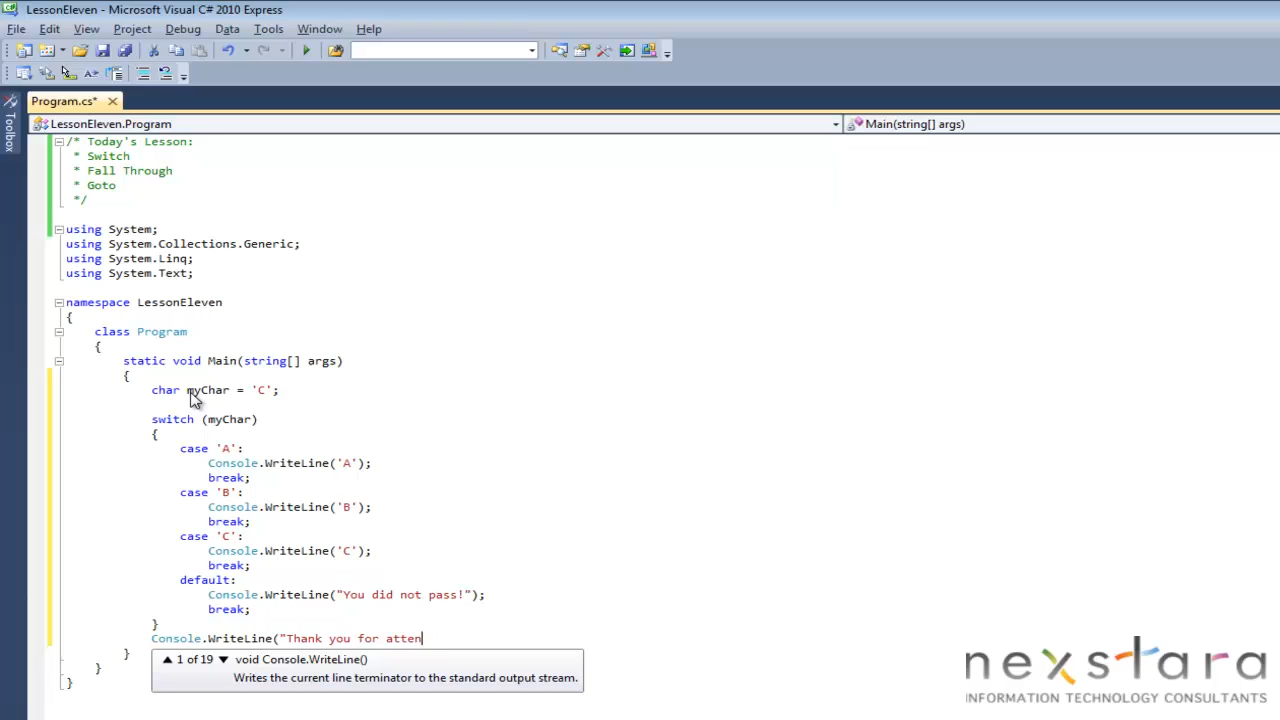 LessonEleven - Microsoft Visual C# 2010 Express
File Edit View Project Debug Data Tools Window Help
Program.cs*
Toolbox
LessonEleven.Program
Main(string[] args)
/* Today's Lesson:
* Switch
* Fall Through
* Goto
*/
using System;
using System.Collections.Generic;
using System.Linq;
using System.Text;
namespace LessonEleven
{
class Program
{
static void Main(string[] args)
{
char myChar = 'C';
switch (myChar)
{
case 'A':
Console.WriteLine('A');
break;
case 'B':
Console.WriteLine('B');
break;
case 'C':
Console.WriteLine('C');
break;
default:
Console.WriteLine("You did not pass!");
break;
}
Console.WriteLine("Thank you for atten
}
▲ 1 of 19 ▼ void Console.WriteLine()
Writes the current line terminator to the standard output stream.
}
}
nexstara
INFORMATION TECHNOLOGY CONSULTANTS